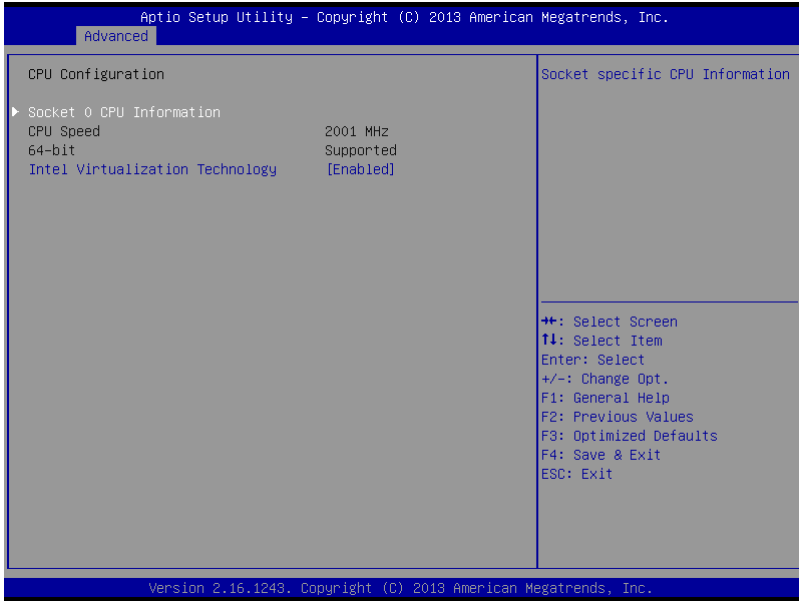 Aptio Setup Utility – Copyright (C) 2013 American Megatrends, Inc.
Advanced
CPU Configuration
Socket 0 CPU Information
CPU Speed 2001 MHz
64-bit Supported
Intel Virtualization Technology [Enabled]
Socket specific CPU Information
→←: Select Screen
↑↓: Select Item
Enter: Select
+/-: Change Opt.
F1: General Help
F2: Previous Values
F3: Optimized Defaults
F4: Save & Exit
ESC: Exit
Version 2.16.1243. Copyright (C) 2013 American Megatrends, Inc.